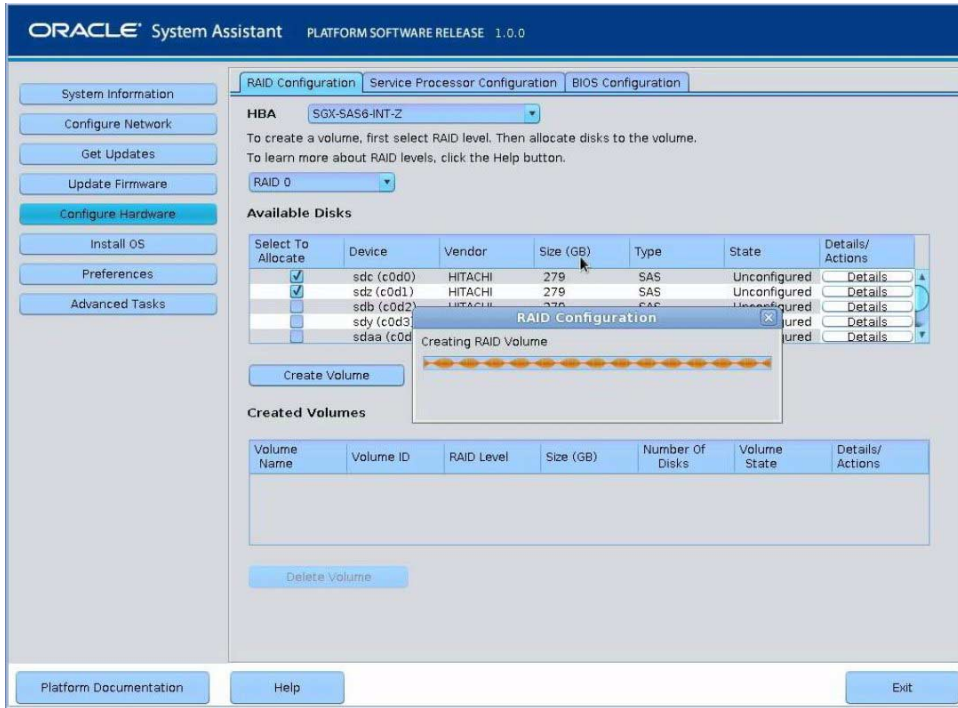 ORACLE System Assistant PLATFORM SOFTWARE RELEASE 1.0.0
System Information
Configure Network
Get Updates
Update Firmware
Configure Hardware
Install OS
Preferences
Advanced Tasks
RAID Configuration Service Processor Configuration BIOS Configuration
HBA SGX-SAS6-INT-Z
To create a volume, first select RAID level. Then allocate disks to the volume.
To learn more about RAID levels, click the Help button.
RAID 0
Available Disks
Select To Allocate Device Vendor Size (GB) Type State Details/ Actions
sdc (c0d0) HITACHI 279 SAS Unconfigured Details
sdz (c0d1) HITACHI 279 SAS Unconfigured Details
sdb (c0d2) HITACHI 279 SAS Unconfigured Details
sdy (c0d3 Details
sdaa (c0d Details
RAID Configuration
Creating RAID Volume
Create Volume
Created Volumes
Volume Name Volume ID RAID Level Size (GB) Number Of Disks Volume State Details/ Actions
Delete Volume
Platform Documentation
Help
Exit